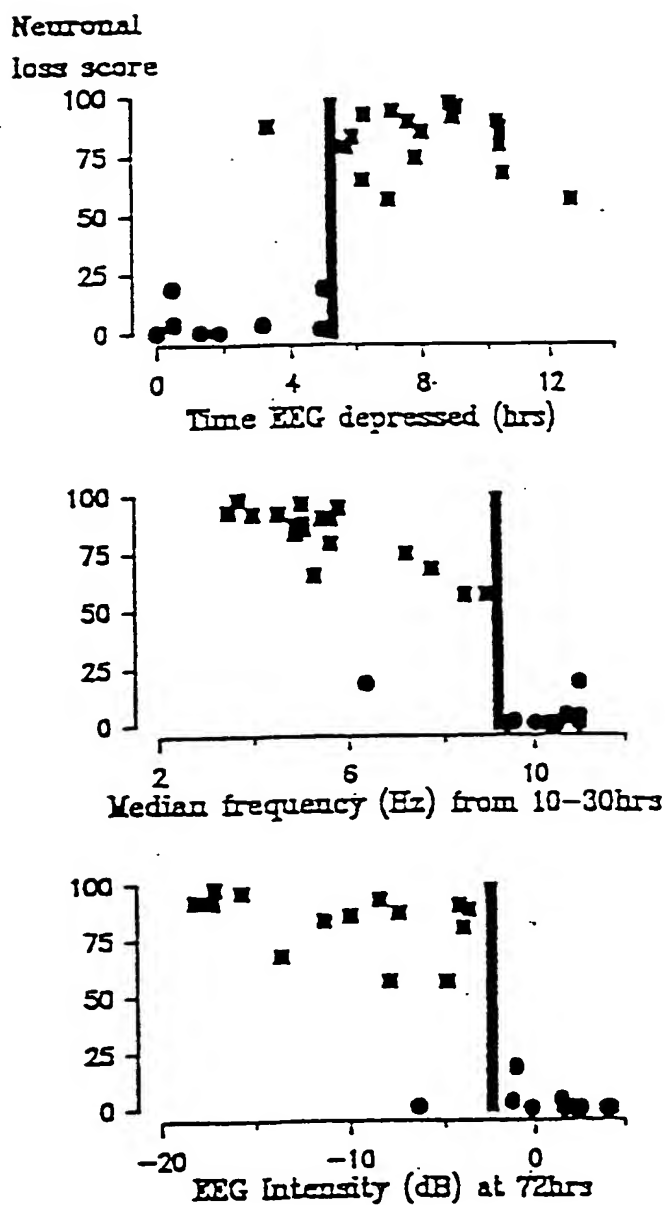 Neuronal
loss score
100
75
50
25
0
0 4 8 12
Time EEG depressed (hrs)
100
75
50
25
0
2 6 10
Median frequency (Hz) from 10-30hrs
100
75
50
25
0
-20 -10 0
EEG Intensity (dB) at 72hrs